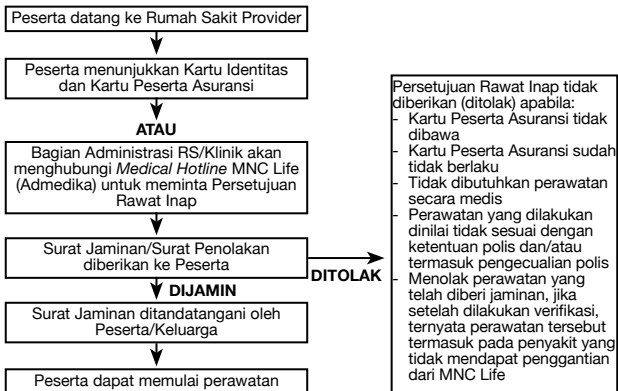 Peserta datang ke Rumah Sakit Provider
Peserta menunjukkan Kartu Identitas
dan Kartu Peserta Asuransi
ATAU
Bagian Administrasi RS/Klinik akan
menghubungi Medical Hotline MNC Life
(Admedika) untuk meminta Persetujuan
Rawat Inap
Surat Jaminan/Surat Penolakan
diberikan ke Peserta
DITOLAK
DIJAMIN
Surat Jaminan ditandatangani oleh
Peserta/Keluarga
Peserta dapat memulai perawatan
Persetujuan Rawat Inap tidak
diberikan (ditolak) apabila:
- Kartu Peserta Asuransi tidak
dibawa
- Kartu Peserta Asuransi sudah
tidak berlaku
- Tidak dibutuhkan perawatan
secara medis
- Perawatan yang dilakukan
dinilai tidak sesuai dengan
ketentuan polis dan/atau
termasuk pengecualian polis
- Menolak perawatan yang
telah diberi jaminan, jika
setelah dilakukan verifikasi,
ternyata perawatan tersebut
termasuk pada penyakit yang
tidak mendapat penggantian
dari MNC Life